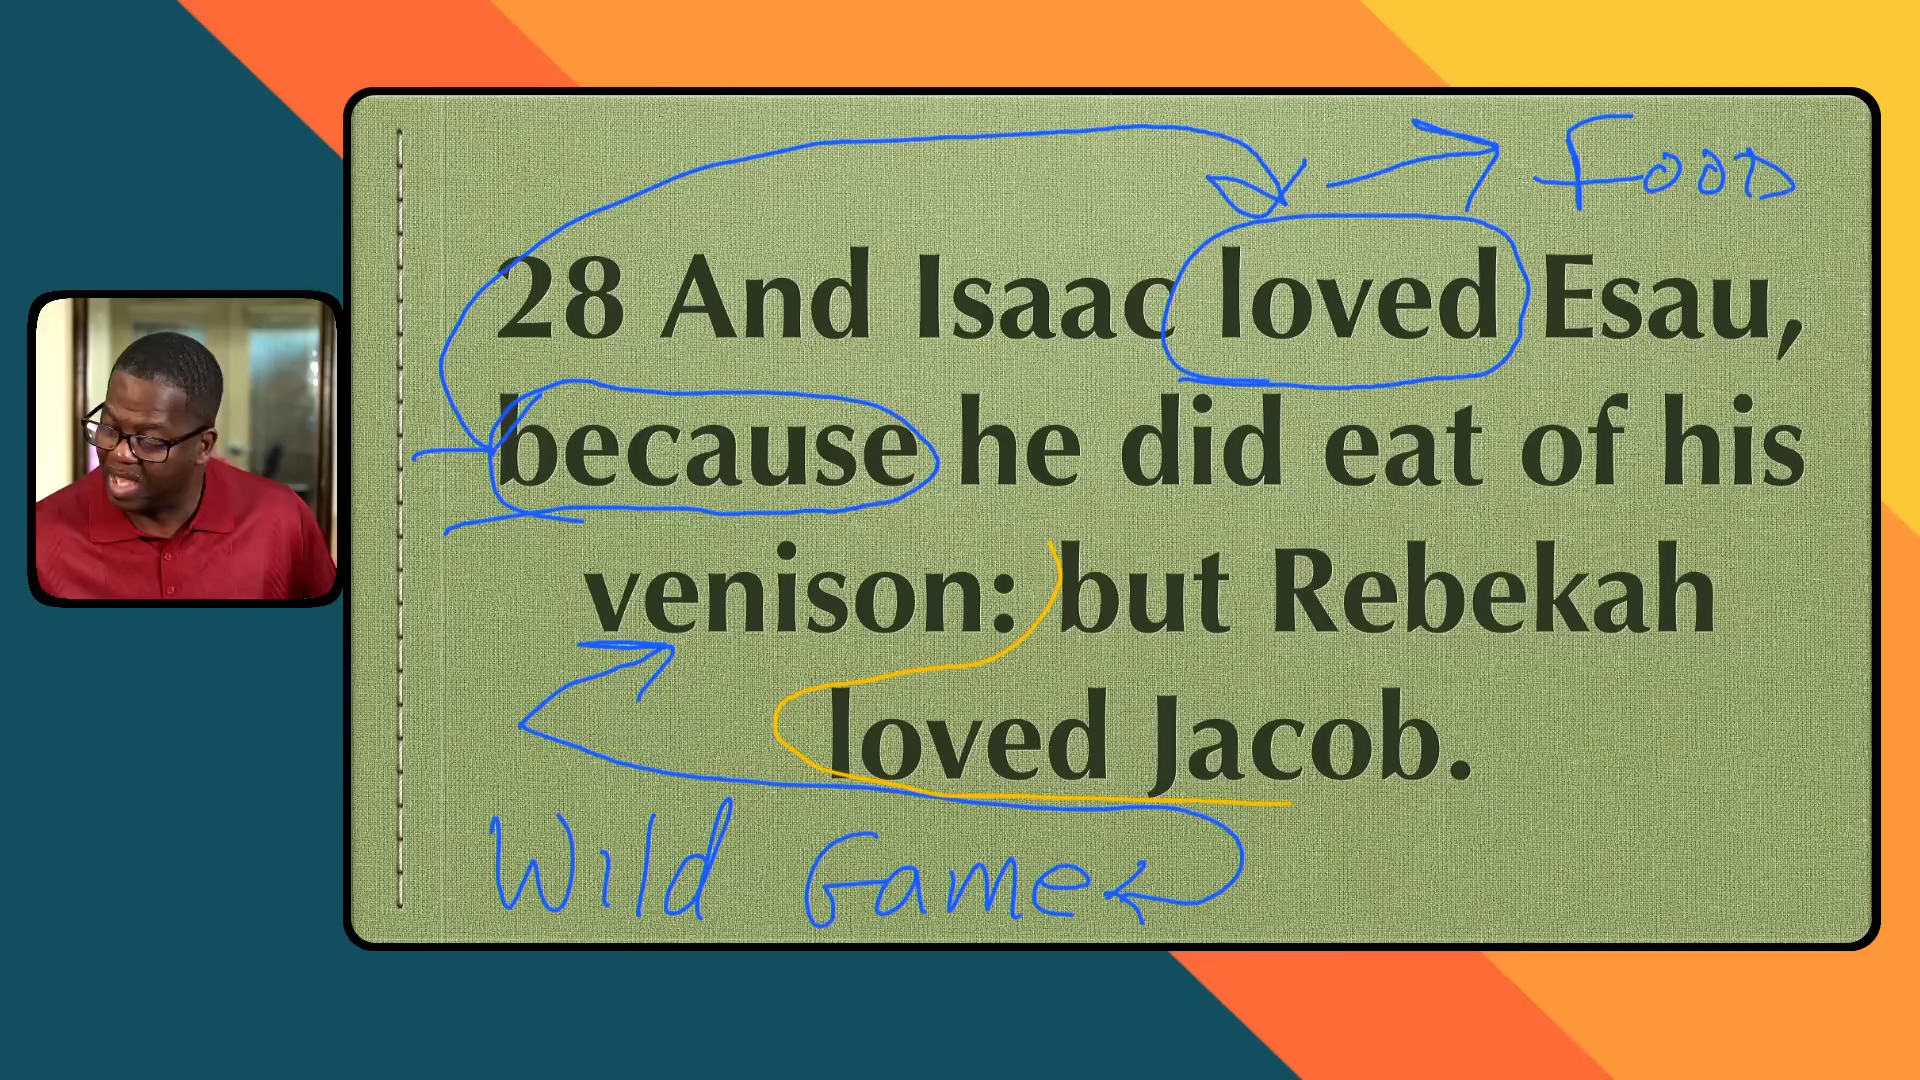 FOOD
28 And Isaac loved Esau,
because he did eat of his
venison: but Rebekah
loved Jacob.
Wild Game